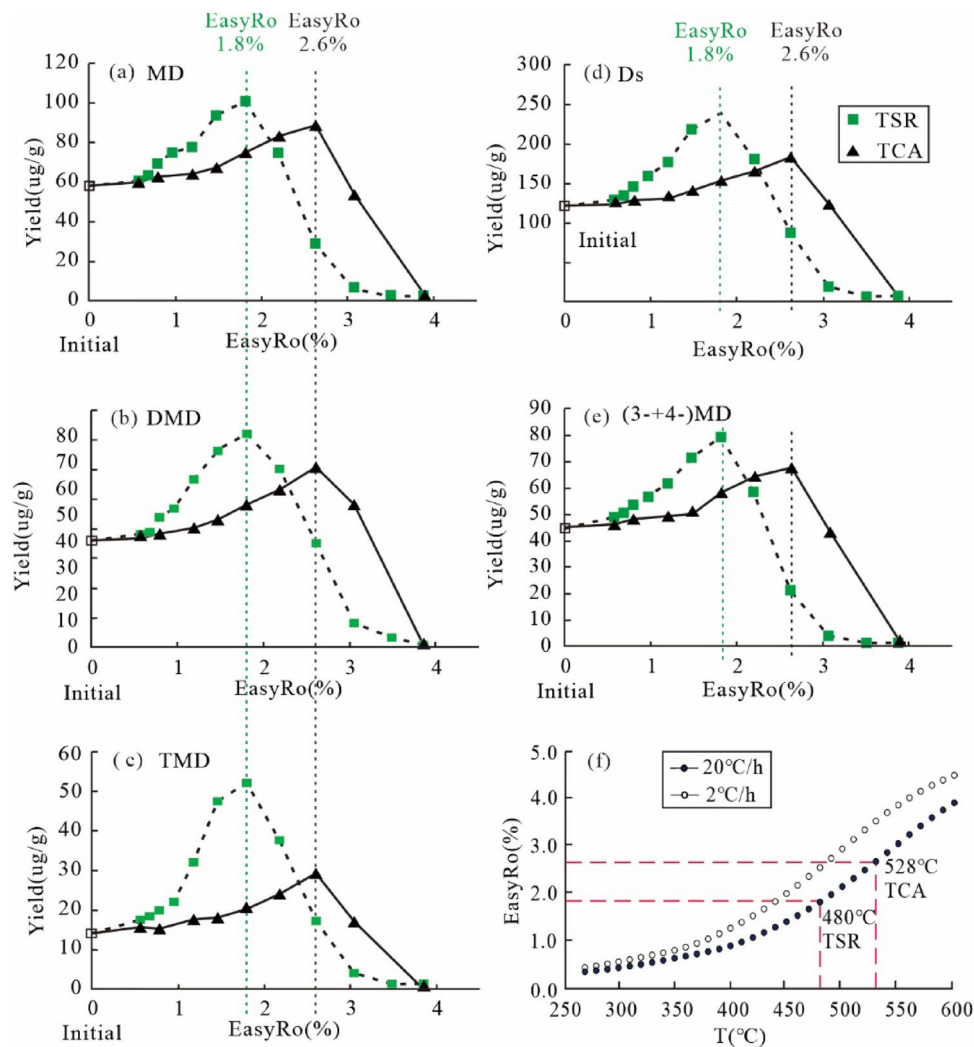 EasyRo
1.8%
EasyRo
2.6%
EasyRo
1.8%
EasyRo
2.6%
(a) MD
Yield(ug/g)
120
100
80
60
40
20
0
0 1 2 3 4
Initial
EasyRo(%)
(d) Ds
TSR
TCA
Yield(ug/g)
300
250
200
150
100
50
0
Initial
0 1 2 3 4
EasyRo(%)
(b) DMD
Yield(ug/g)
80
70
60
50
40
30
20
10
0
0 1 2 3 4
Initial
EasyRo(%)
(e) (3-+4-)MD
Yield(ug/g)
90
80
70
60
50
40
30
20
10
0
0 1 2 3 4
Initial
EasyRo(%)
(c) TMD
Yield(ug/g)
60
50
40
30
20
10
0
0 1 2 3 4
Initial
EasyRo(%)
(f)
20℃/h
2℃/h
EasyRo(%)
5.0
4.0
3.0
2.0
1.0
0.0
528℃
TCA
480℃
TSR
250 300 350 400 450 500 550 600
T(℃)